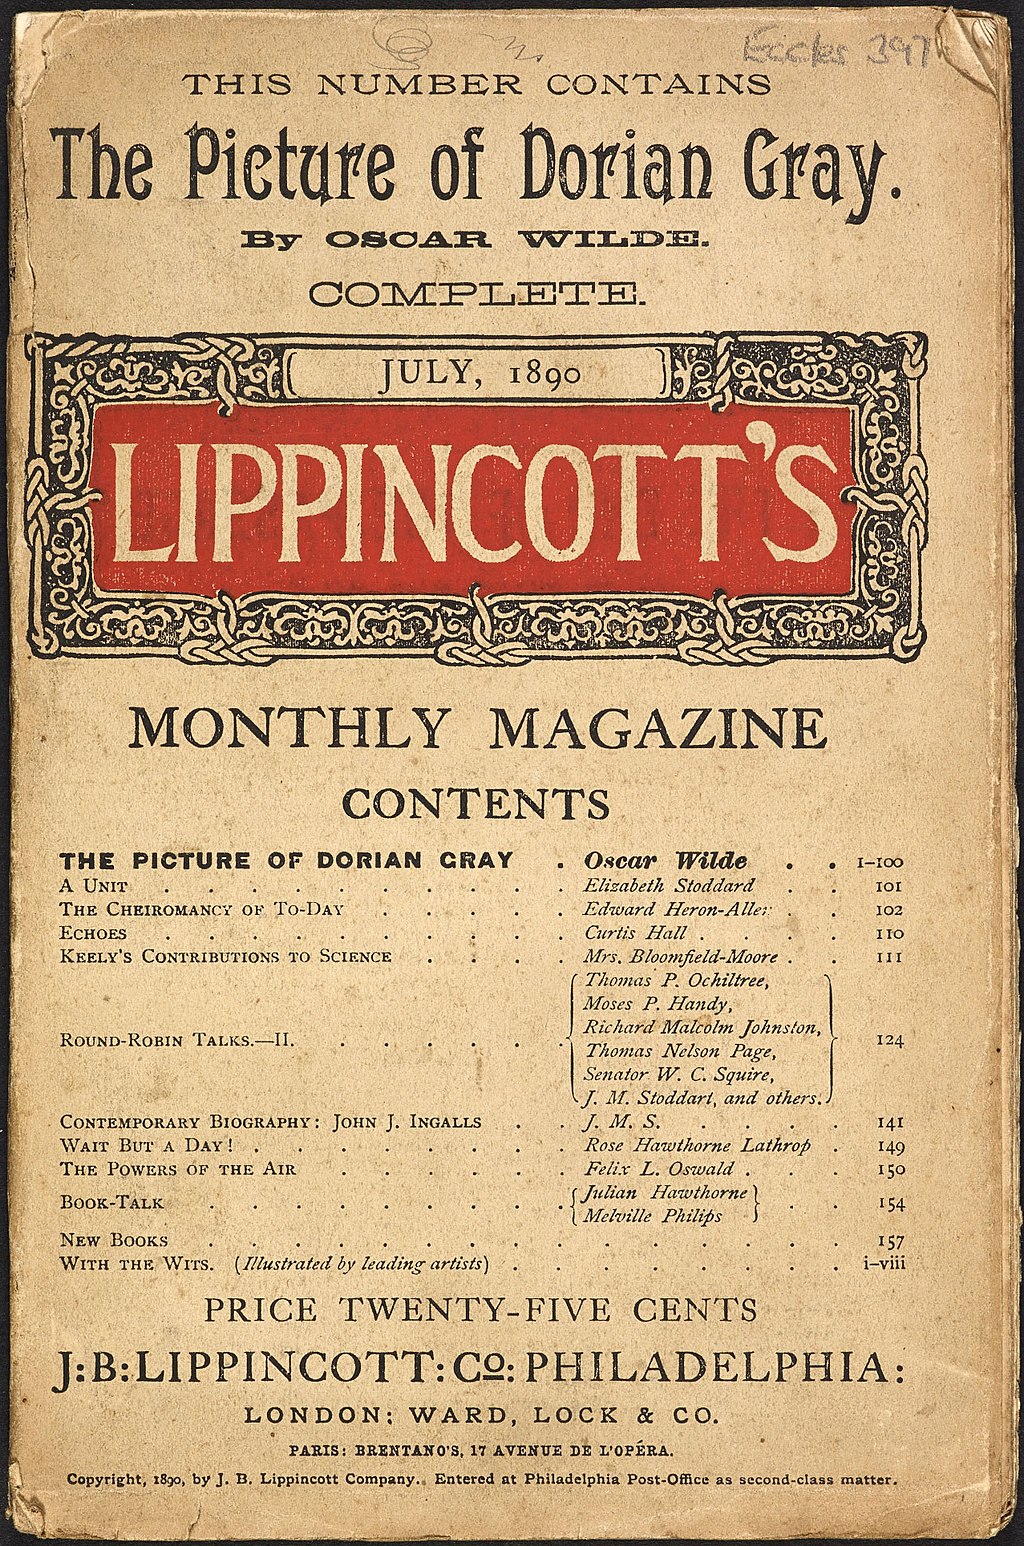 Eccles 397
THIS NUMBER CONTAINS
The Picture of Dorian Gray.
By OSCAR WILDE.
COMPLETE.
JULY, 1890
LIPPINCOTT'S
MONTHLY MAGAZINE
CONTENTS
THE PICTURE OF DORIAN GRAY . Oscar Wilde . . 1–100
A UNIT . . . . . . . . . . Elizabeth Stoddard . . 101
THE CHEIROMANCY OF TO-DAY . . . . . Edward Heron-Allen . . 102
ECHOES . . . . . . . . . . Curtis Hall . . . . 110
KEELY'S CONTRIBUTIONS TO SCIENCE . . . . Mrs. Bloomfield-Moore . . 111
ROUND-ROBIN TALKS.—II. . . . . . . { Thomas P. Ochiltree,
Moses P. Handy,
Richard Malcolm Johnston,
Thomas Nelson Page,
Senator W. C. Squire,
J. M. Stoddart, and others. } 124
CONTEMPORARY BIOGRAPHY: JOHN J. INGALLS . . J. M. S. . . . . 141
WAIT BUT A DAY! . . . . . . . . Rose Hawthorne Lathrop . 149
THE POWERS OF THE AIR . . . . . . Felix L. Oswald . . . 150
BOOK-TALK . . . . . . . . . { Julian Hawthorne
Melville Philips } . . 154
NEW BOOKS . . . . . . . . . . . . . . . 157
WITH THE WITS. (Illustrated by leading artists) . . . . . . . . i–viii
PRICE TWENTY-FIVE CENTS
J:B:LIPPINCOTT:Co:PHILADELPHIA:
LONDON: WARD, LOCK & CO.
PARIS: BRENTANO'S, 17 AVENUE DE L'OPÉRA.
Copyright, 1890, by J. B. Lippincott Company. Entered at Philadelphia Post-Office as second-class matter.